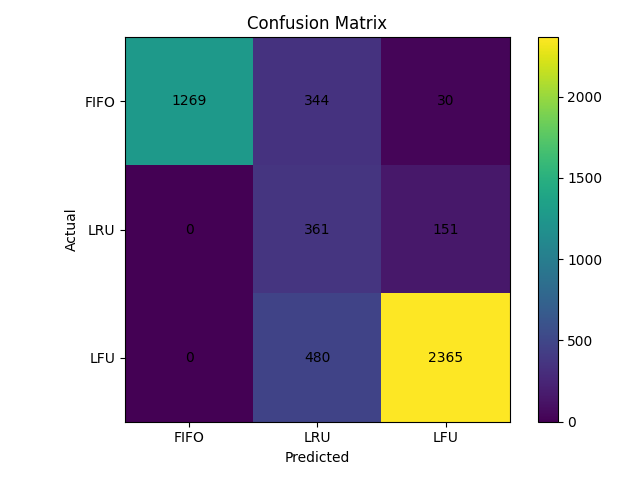 Confusion Matrix
FIFO 1269 344 30
LRU 0 361 151
LFU 0 480 2365
FIFO LRU LFU
Predicted
Actual
2000
1500
1000
500
0